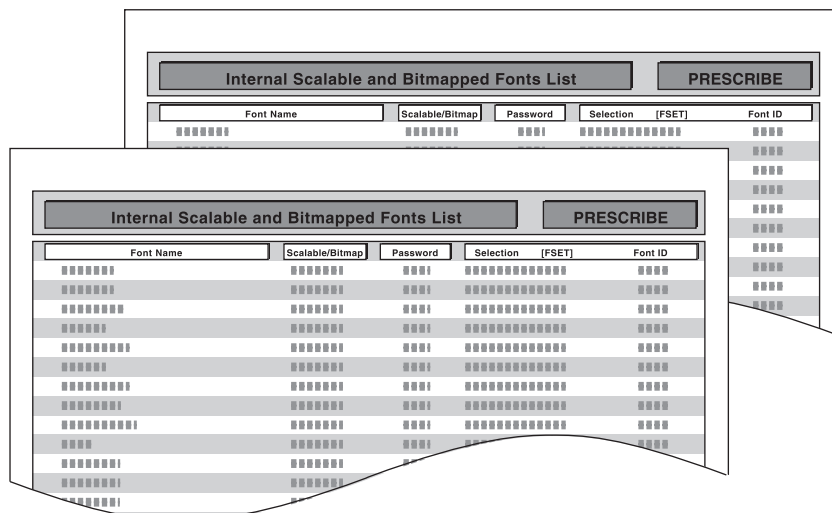 Internal Scalable and Bitmapped Fonts List PRESCRIBE
Font Name Scalable/Bitmap Password Selection [FSET] Font ID
Internal Scalable and Bitmapped Fonts List PRESCRIBE
Font Name Scalable/Bitmap Password Selection [FSET] Font ID